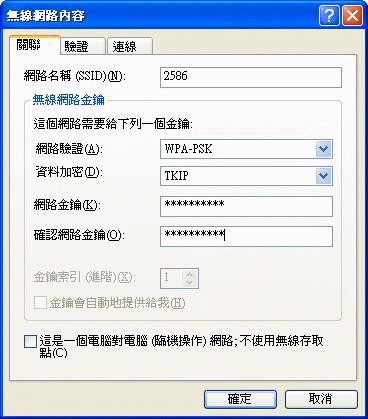 無線網路內容
關聯 驗證 連線
網路名稱 (SSID)(N): 2586
無線網路金鑰
這個網路需要給下列一個金鑰:
網路驗證(A): WPA-PSK
資料加密(D): TKIP
網路金鑰(K): **********
確認網路金鑰(O): **********
金鑰索引 (進階)(X): 1
金鑰會自動地提供給我(H)
這是一個電腦對電腦 (臨機操作) 網路; 不使用無線存取
點(C)
確定 取消